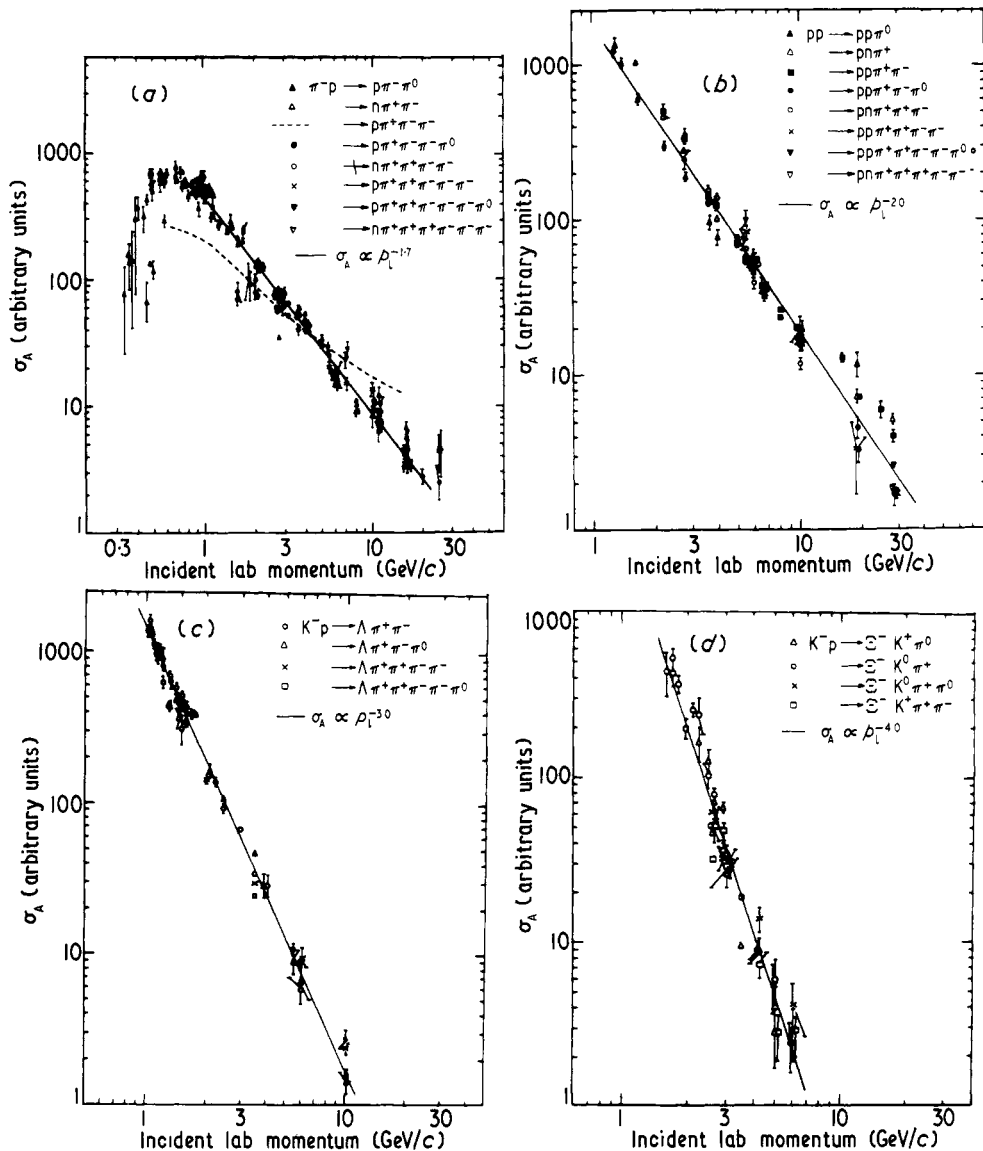 (a)
π⁻p → pπ⁻π⁰
→ nπ⁺π⁻
→ pπ⁺π⁻π⁻
→ pπ⁺π⁻π⁻π⁰
→ nπ⁺π⁺π⁻π⁻
→ pπ⁺π⁺π⁻π⁻π⁻
→ pπ⁺π⁺π⁻π⁻π⁻π⁰
→ nπ⁺π⁺π⁺π⁻π⁻π⁻
σ_A ∝ p_L^-1·7
1000
100
10
1
σ_A (arbitrary units)
0·3 1 3 10 30
Incident lab momentum (GeV/c)
(b)
pp → ppπ⁰
→ pnπ⁺
→ ppπ⁺π⁻
→ ppπ⁺π⁻π⁰
→ pnπ⁺π⁺π⁻
→ ppπ⁺π⁺π⁻π⁻
→ ppπ⁺π⁺π⁻π⁻π⁰
→ pnπ⁺π⁺π⁺π⁻π⁻
σ_A ∝ p_L^-2·0
1000
100
10
1
σ_A (arbitrary units)
1 10 30
Incident lab momentum (GeV/c)
(c)
K⁻p → Λπ⁺π⁻
→ Λπ⁺π⁻π⁰
→ Λπ⁺π⁺π⁻π⁻
→ Λπ⁺π⁺π⁻π⁻π⁰
σ_A ∝ p_L^-3·0
1000
100
10
1
σ_A (arbitrary units)
1 3 10 30
Incident lab momentum (GeV/c)
(d)
K⁻p → Ξ⁻ K⁺π⁰
→ Ξ⁻ K⁰π⁺
→ Ξ⁻ K⁰π⁺π⁰
→ Ξ⁻ K⁺π⁺π⁻
σ_A ∝ p_L^-4·0
1000
100
10
1
σ_A (arbitrary units)
1 3 10 30
Incident lab momentum (GeV/c)